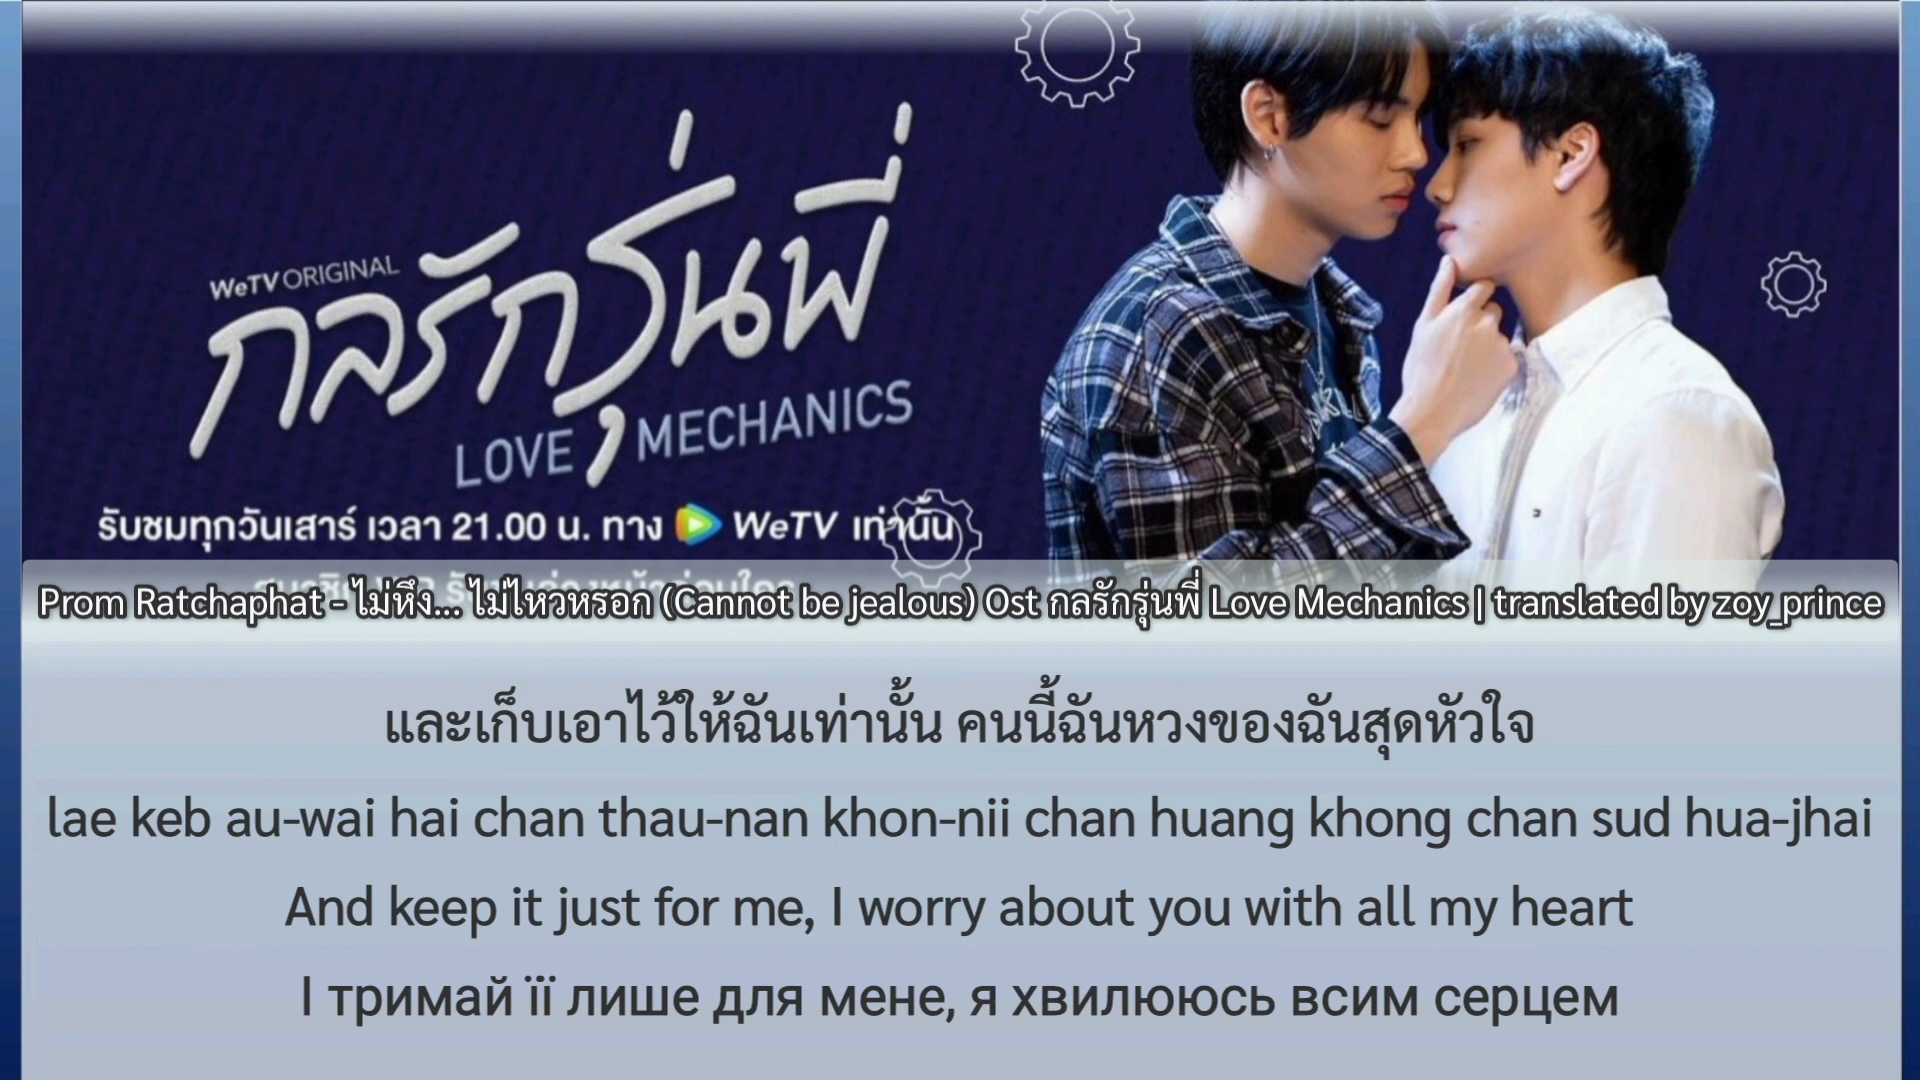 WeTV ORIGINAL
กลรักรุ่นพี่
LOVE MECHANICS
รับชมทุกวันเสาร์ เวลา 21.00 น. ทาง WeTV เท่านั้น
Prom Ratchaphat - ไม่หึง... ไม่ไหวหรอก (Cannot be jealous) Ost กลรักรุ่นพี่ Love Mechanics | translated by zoy_prince
และเก็บเอาไว้ให้ฉันเท่านั้น คนนี้ฉันหวงของฉันสุดหัวใจ
lae keb au-wai hai chan thau-nan khon-nii chan huang khong chan sud hua-jhai
And keep it just for me, I worry about you with all my heart
І тримай її лише для мене, я хвилююсь всим серцем